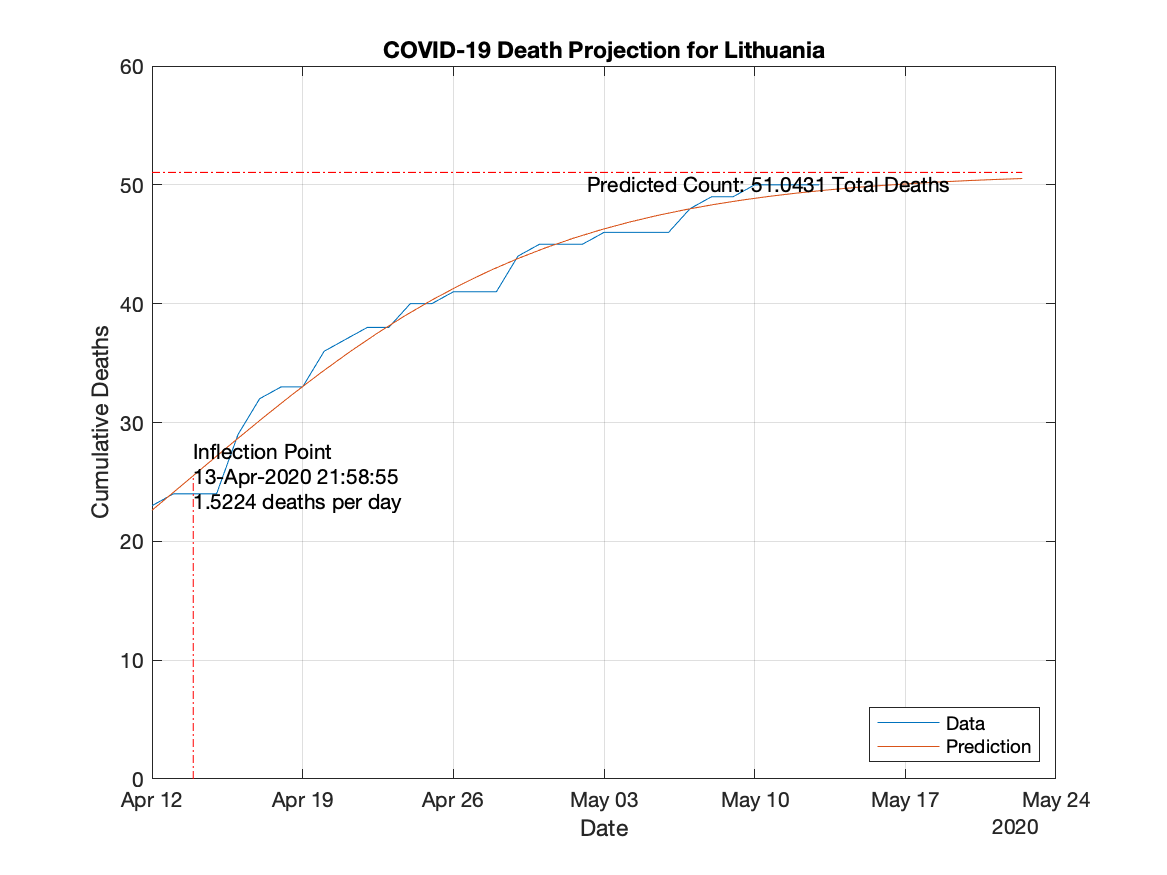 COVID-19 Death Projection for Lithuania
60
50
40
30
20
10
0
Cumulative Deaths
Predicted Count: 51.0431 Total Deaths
Inflection Point
13-Apr-2020 21:58:55
1.5224 deaths per day
Data
Prediction
Apr 12
Apr 19
Apr 26
May 03
May 10
May 17
May 24
Date
2020